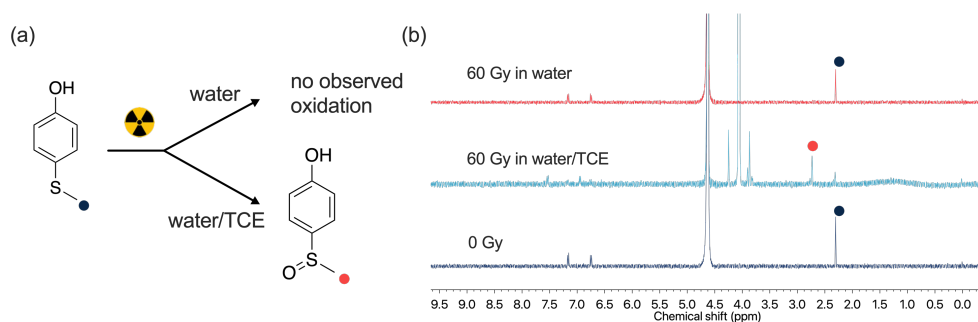 (a)
OH
S
water
no observed
oxidation
water/TCE
OH
O
S
(b)
60 Gy in water
60 Gy in water/TCE
0 Gy
9.5 9.0 8.5 8.0 7.5 7.0 6.5 6.0 5.5 5.0 4.5 4.0 3.5 3.0 2.5 2.0 1.5 1.0 0.5 0.0
Chemical shift (ppm)